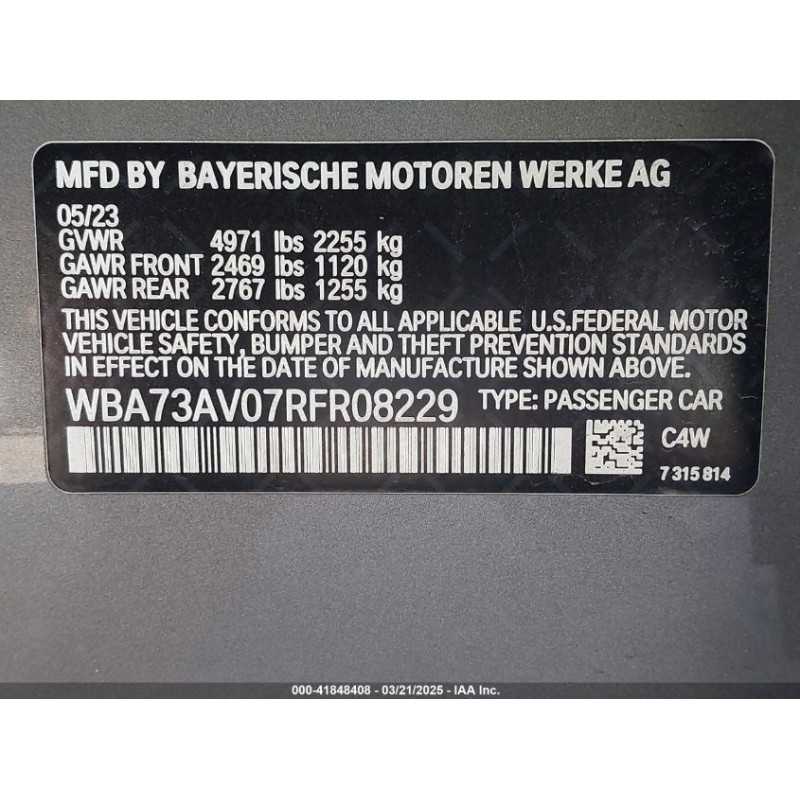 MFD BY BAYERISCHE MOTOREN WERKE AG
05/23
GVWR 4971 lbs 2255 kg
GAWR FRONT 2469 lbs 1120 kg
GAWR REAR 2767 lbs 1255 kg
THIS VEHICLE CONFORMS TO ALL APPLICABLE U.S.FEDERAL MOTOR
VEHICLE SAFETY, BUMPER AND THEFT PREVENTION STANDARDS
IN EFFECT ON THE DATE OF MANUFACTURE SHOWN ABOVE.
WBA73AV07RFR08229 TYPE: PASSENGER CAR
C4W
7315814
000-41848408 - 03/21/2025 - IAA Inc.